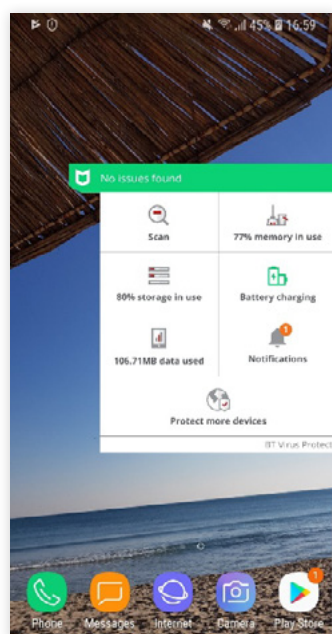 45% 16:59
No issues found
Scan
77% memory in use
80% storage in use
Battery charging
1
106.71MB data used
Notifications
Protect more devices
BT Virus Protect
1
Phone Messages Internet Camera Play Store